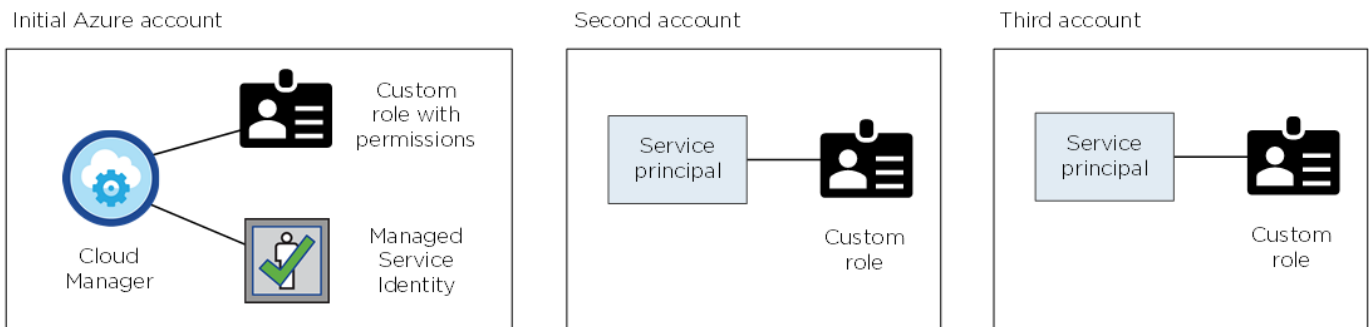 Initial Azure account
Second account
Third account
Custom
role with
permissions
Cloud
Manager
Managed
Service
Identity
Service
principal
Custom
role
Service
principal
Custom
role